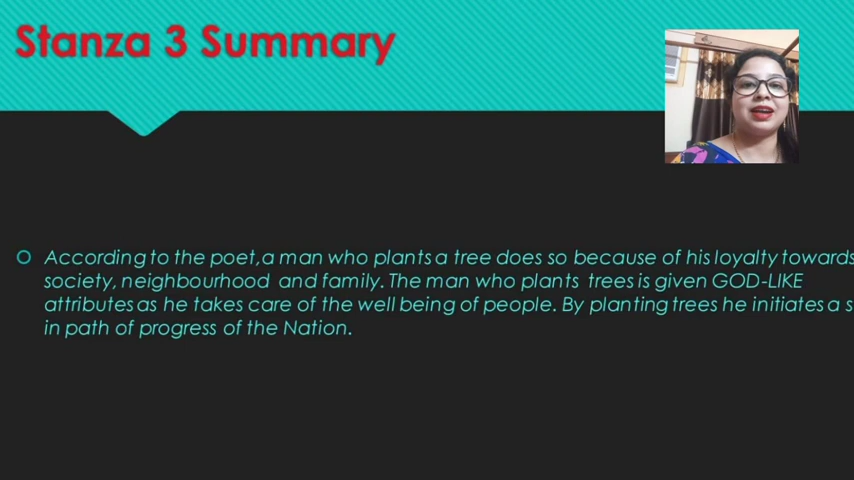 Stanza 3 Summary
According to the poet,a man who plants a tree does so because of his loyalty towards
society, neighbourhood and family. The man who plants trees is given GOD-LIKE
attributes as he takes care of the well being of people. By planting trees he initiates a
in path of progress of the Nation.